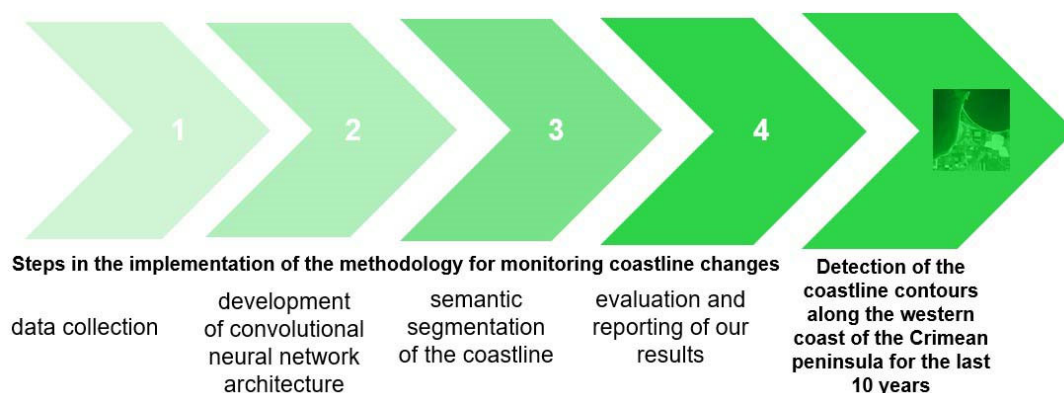 1
2
3
4
Steps in the implementation of the methodology for monitoring coastline changes
data collection
development
of convolutional
neural network
architecture
semantic
segmentation
of the coastline
evaluation and
reporting of our
results
Detection of the
coastline contours
along the western
coast of the Crimean
peninsula for the last
10 years